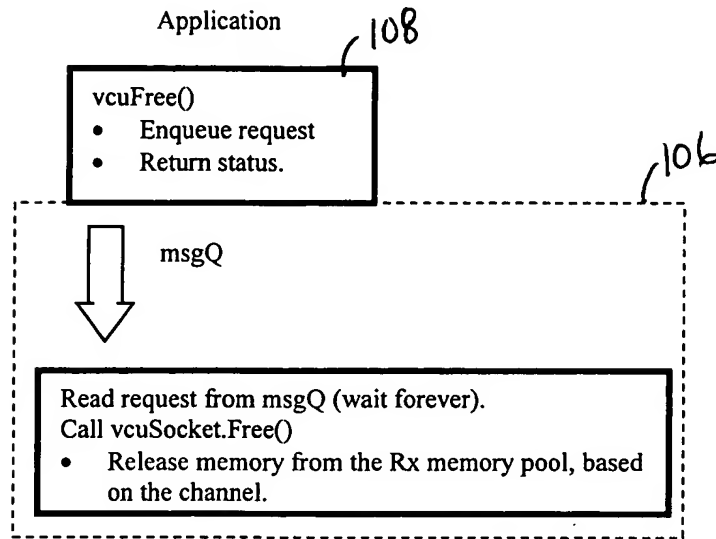 Application
108
vcuFree()
• Enqueue request
• Return status.
106
msgQ
Read request from msgQ (wait forever).
Call vcuSocket.Free()
• Release memory from the Rx memory pool, based
on the channel.